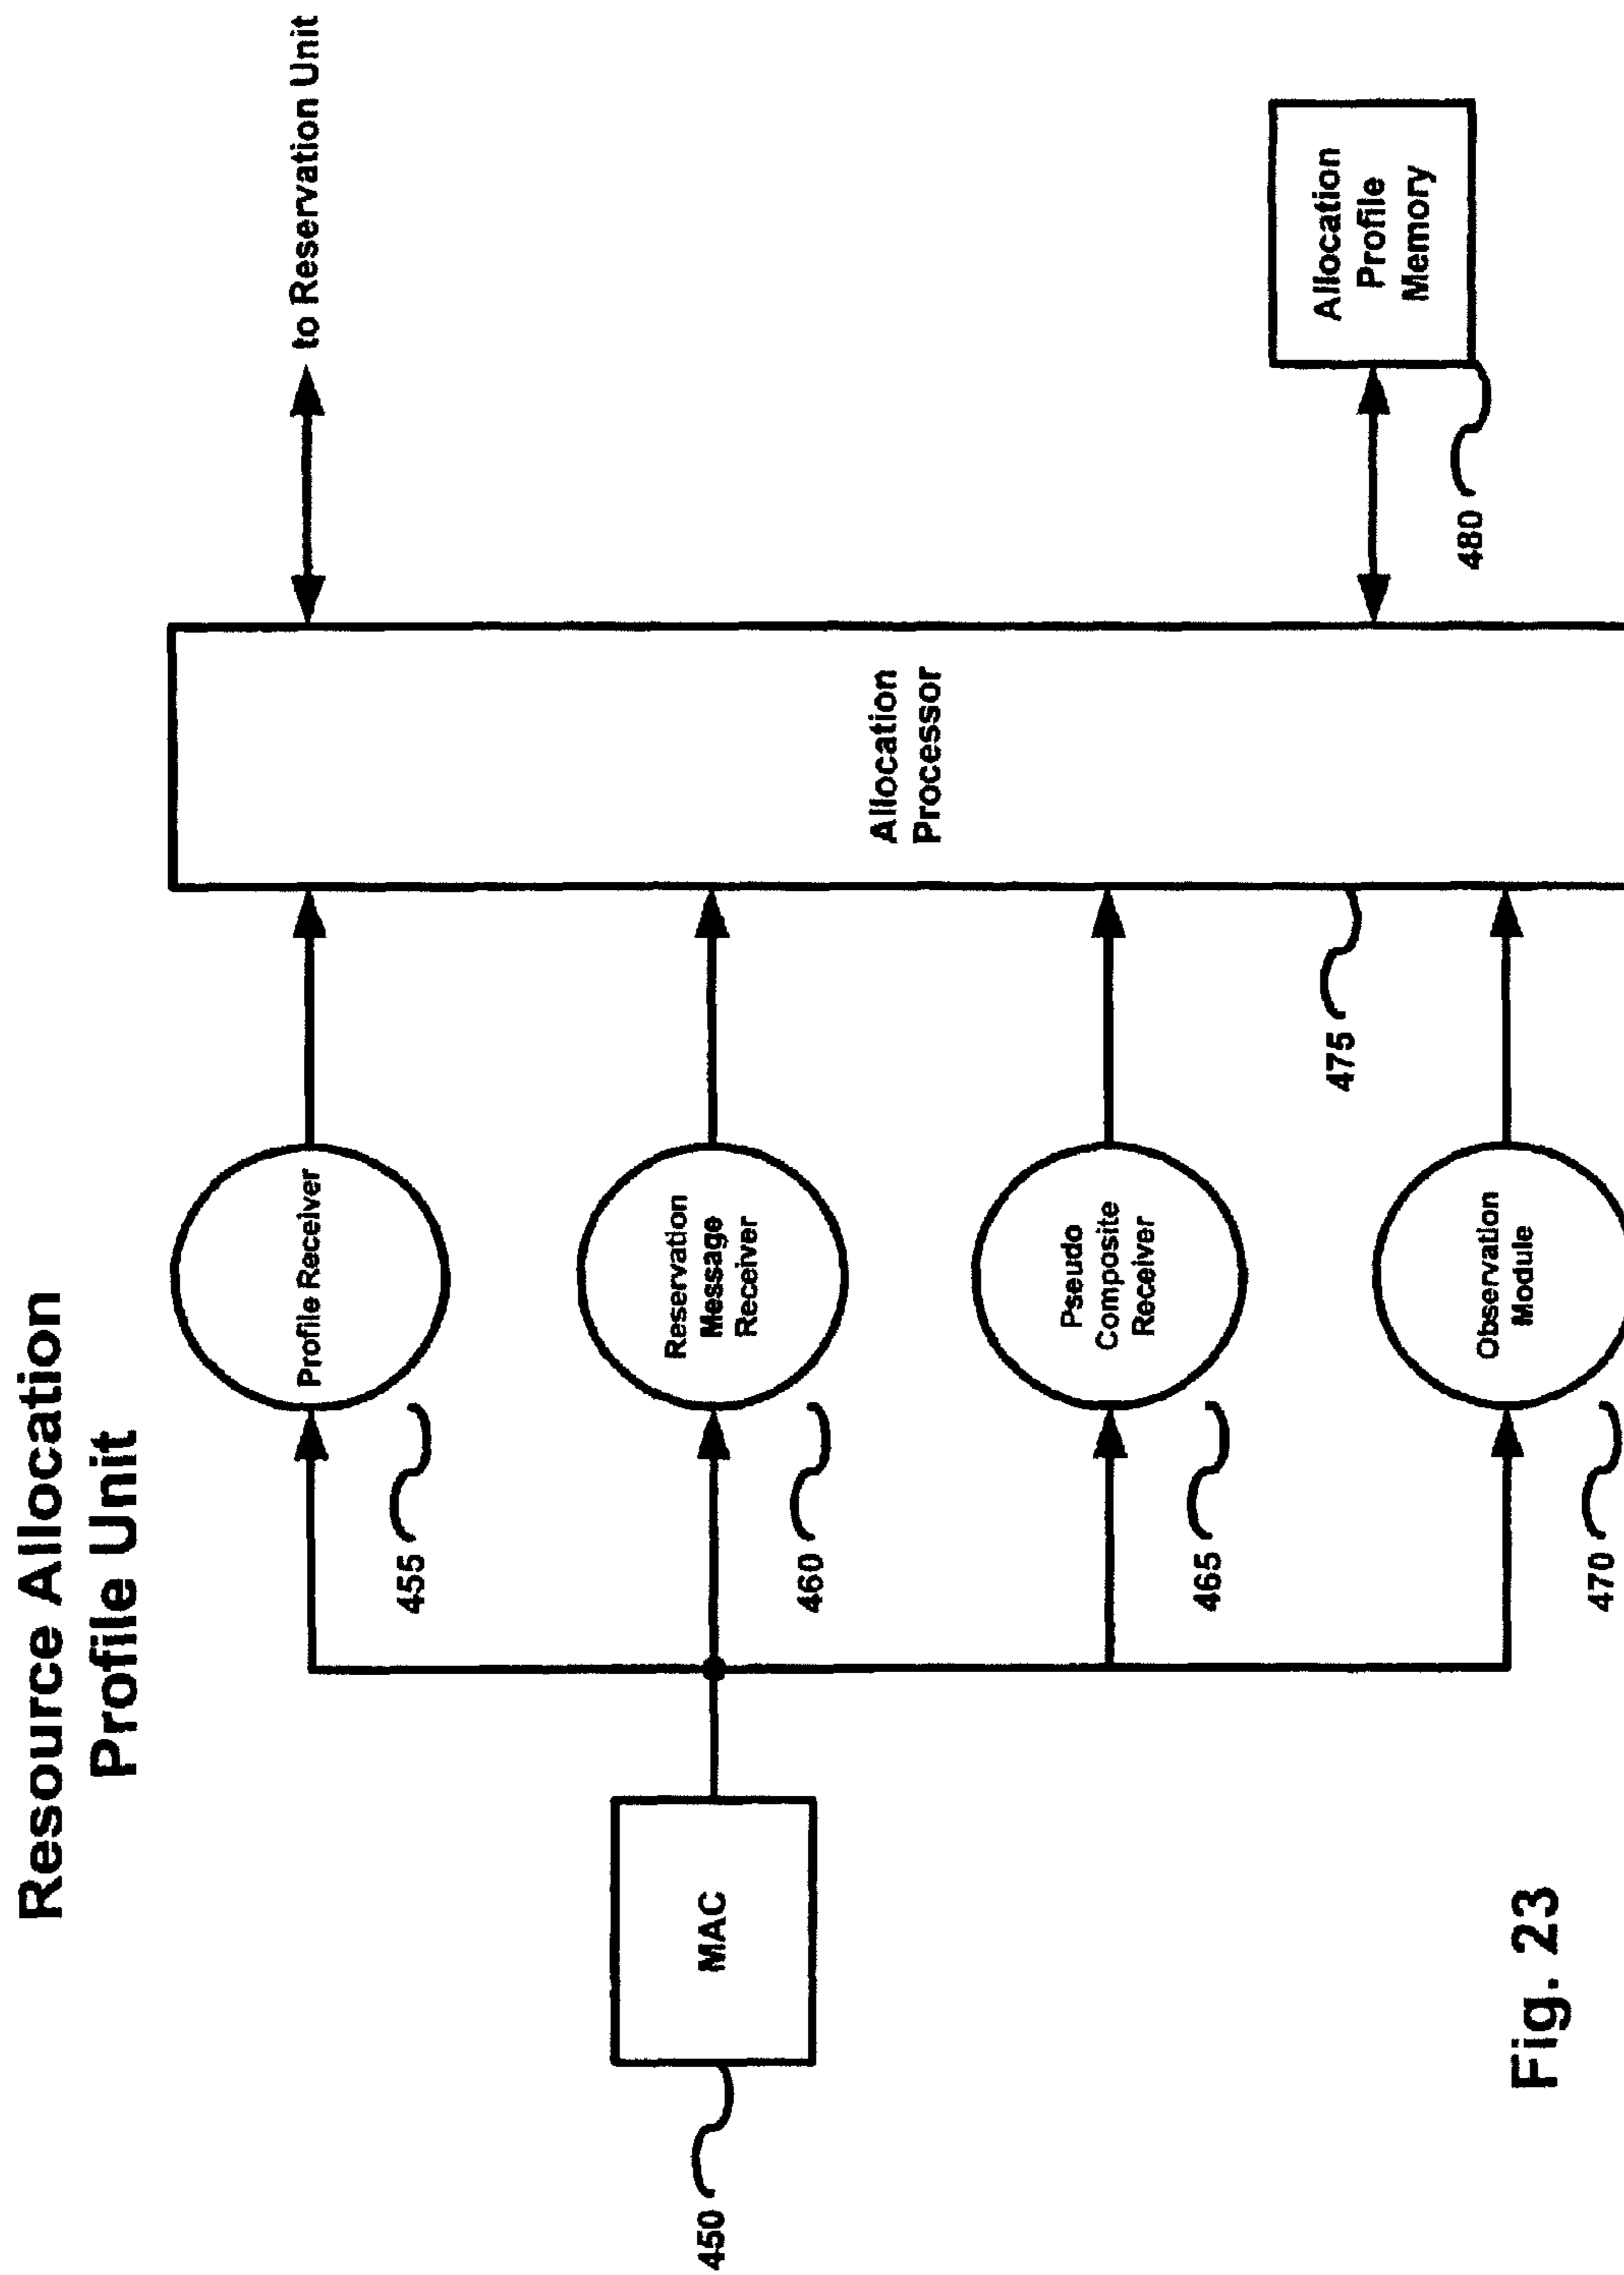 Resource Allocation
Profile Unit
to Reservation Unit
Profile Receiver
455
MAC
450
Reservation
Message
Receiver
460
Allocation
Processor
475
Pseudo
Composite
Receiver
465
Allocation
Profile
Memory
480
Observation
Module
470
Fig. 23